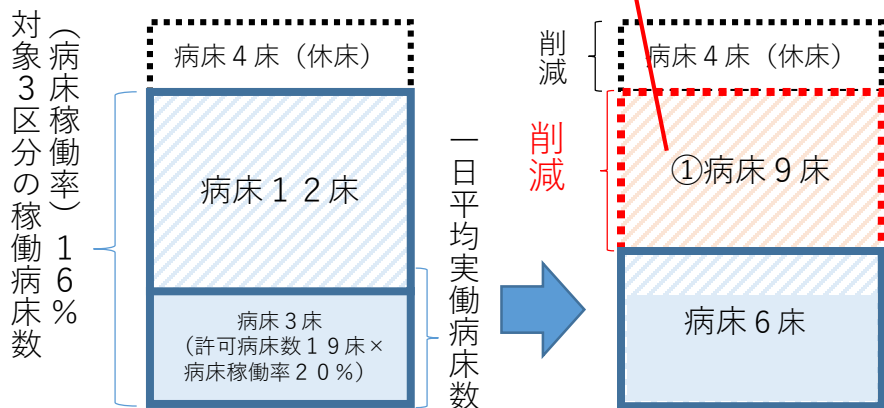 対象３区分の稼働病床数
（病床稼働率）１６％
病床４床（休床）
病床１２床
病床３床
（許可病床数１９床×
病床稼働率２０％）
一日平均実働病床数
削減
病床４床（休床）
削減
①病床９床
病床６床